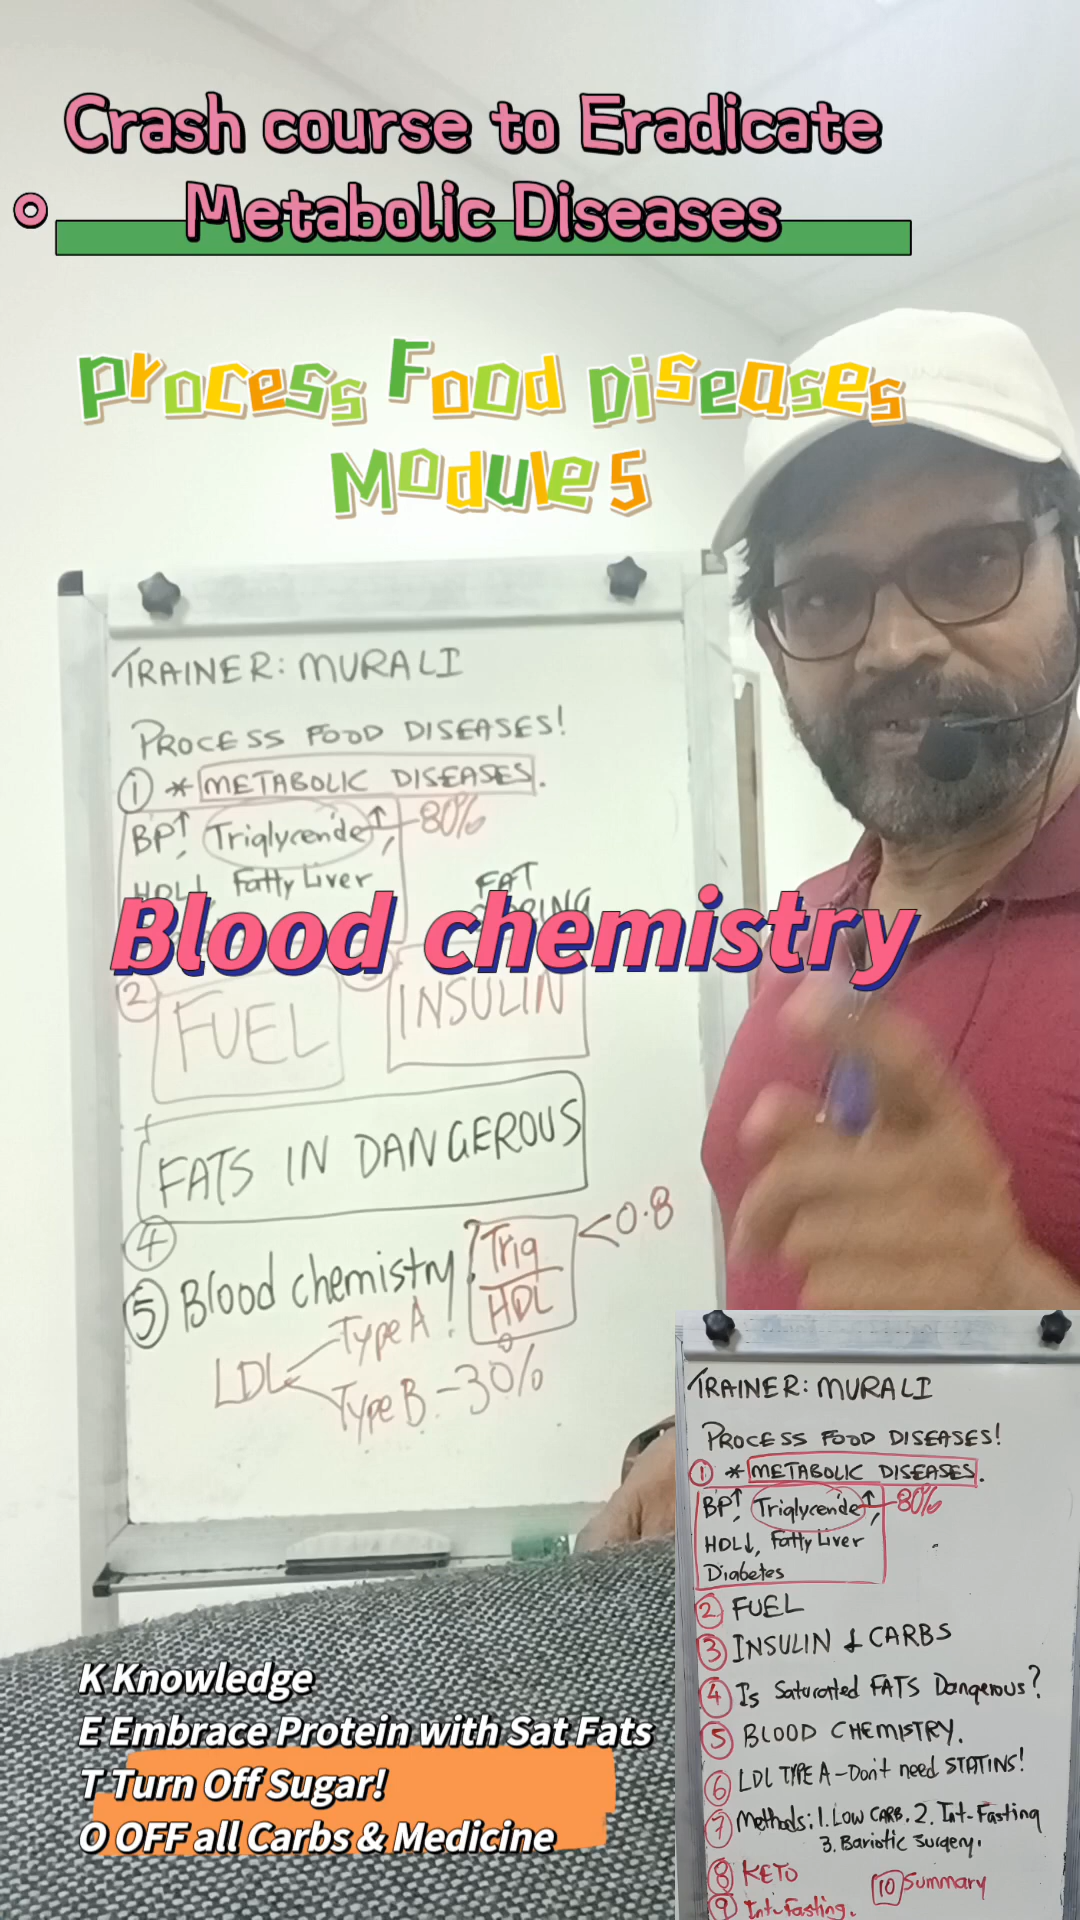 Crash course to Eradicate
Metabolic Diseases
Process Food Diseases
Module 5
TRAINER: MURALI
PROCESS FOOD DISEASES!
① * METABOLIC DISEASES.
BP↑, Triglyceride↑, 80%
HDL↓, Fatty Liver
FAT
Blood chemistry
②
FUEL
INSULIN
FATS IN DANGEROUS
④
⑤ Blood chemistry! Trig
HDL
<0.8
LDL
Type A!
Type B - 30%
K Knowledge
E Embrace Protein with Sat Fats
T Turn Off Sugar!
O OFF all Carbs & Medicine
TRAINER: MURALI
PROCESS FOOD DISEASES!
① * METABOLIC DISEASES.
BP↑, Triglyceride↑, 80%
HDL↓, Fatty Liver
Diabetes
② FUEL
③ INSULIN & CARBS
④ Is Saturated FATS Dangerous?
⑤ BLOOD CHEMISTRY.
⑥ LDL TYPE A - Don't need STATINS!
⑦ Methods: 1. LOW CARB. 2. Int-Fasting
3. Bariatic Surgery.
⑧ KETO
10 Summary
⑨ Int-Fasting.